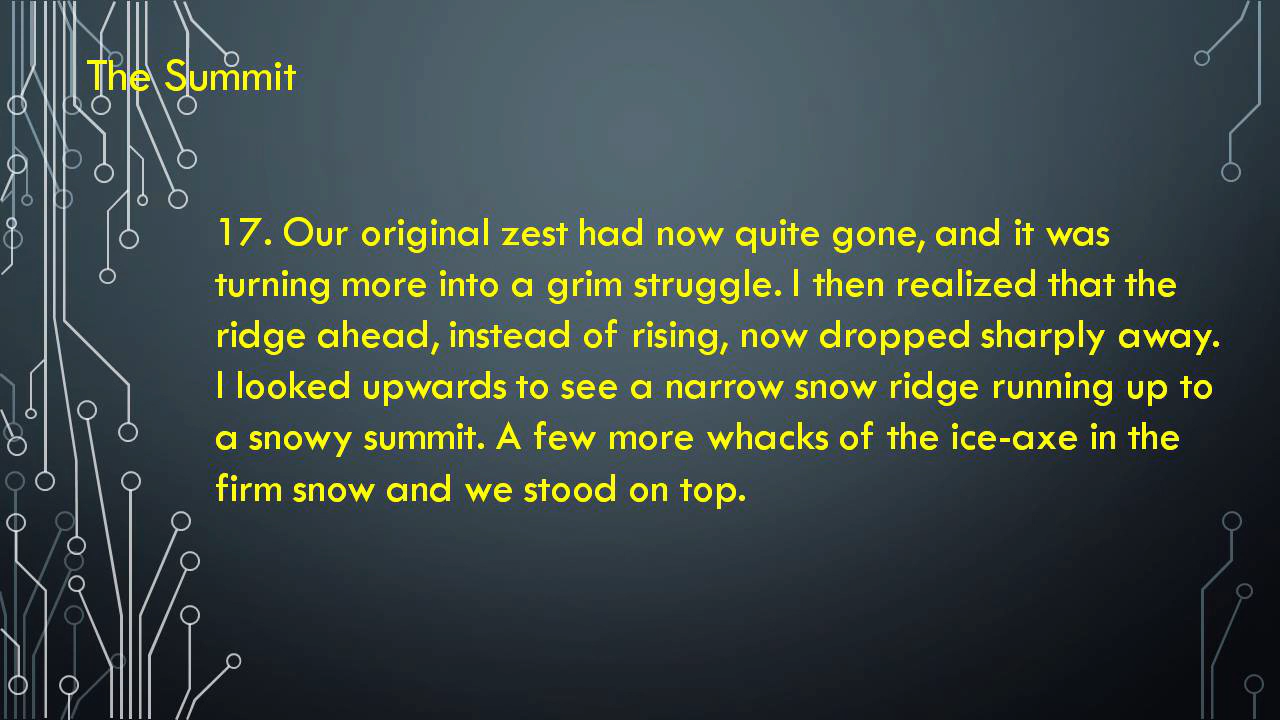 The Summit
17. Our original zest had now quite gone, and it was
turning more into a grim struggle. I then realized that the
ridge ahead, instead of rising, now dropped sharply away.
I looked upwards to see a narrow snow ridge running up to
a snowy summit. A few more whacks of the ice-axe in the
firm snow and we stood on top.